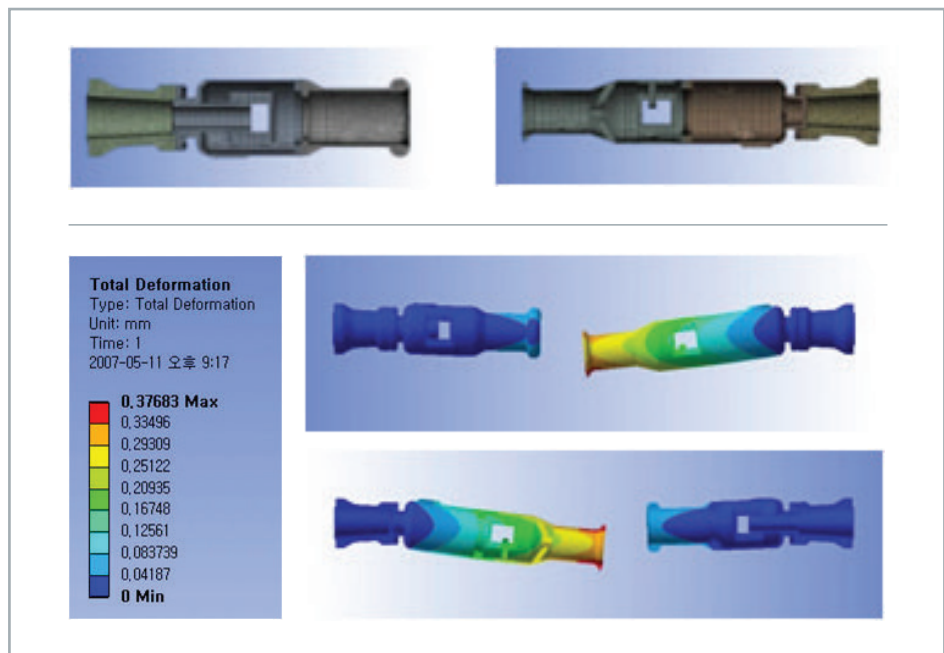 Total Deformation
Type: Total Deformation
Unit: mm
Time: 1
2007-05-11 오후 9:17
0,37683 Max
0,33496
0,29309
0,25122
0,20935
0,16748
0,12561
0,083739
0,04187
0 Min